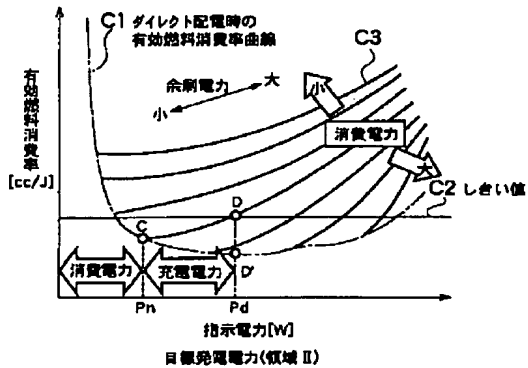 C1 ダイレクト配電時の
有効燃料消費率曲線
C3
余剰電力
大
小
小
消費電力
大
C2 しきい値
有効燃料消費率
[cc/J]
C
D
D'
消費電力
充電電力
Pn
Pd
指示電力[W]
目標発電電力(領域Ⅱ)